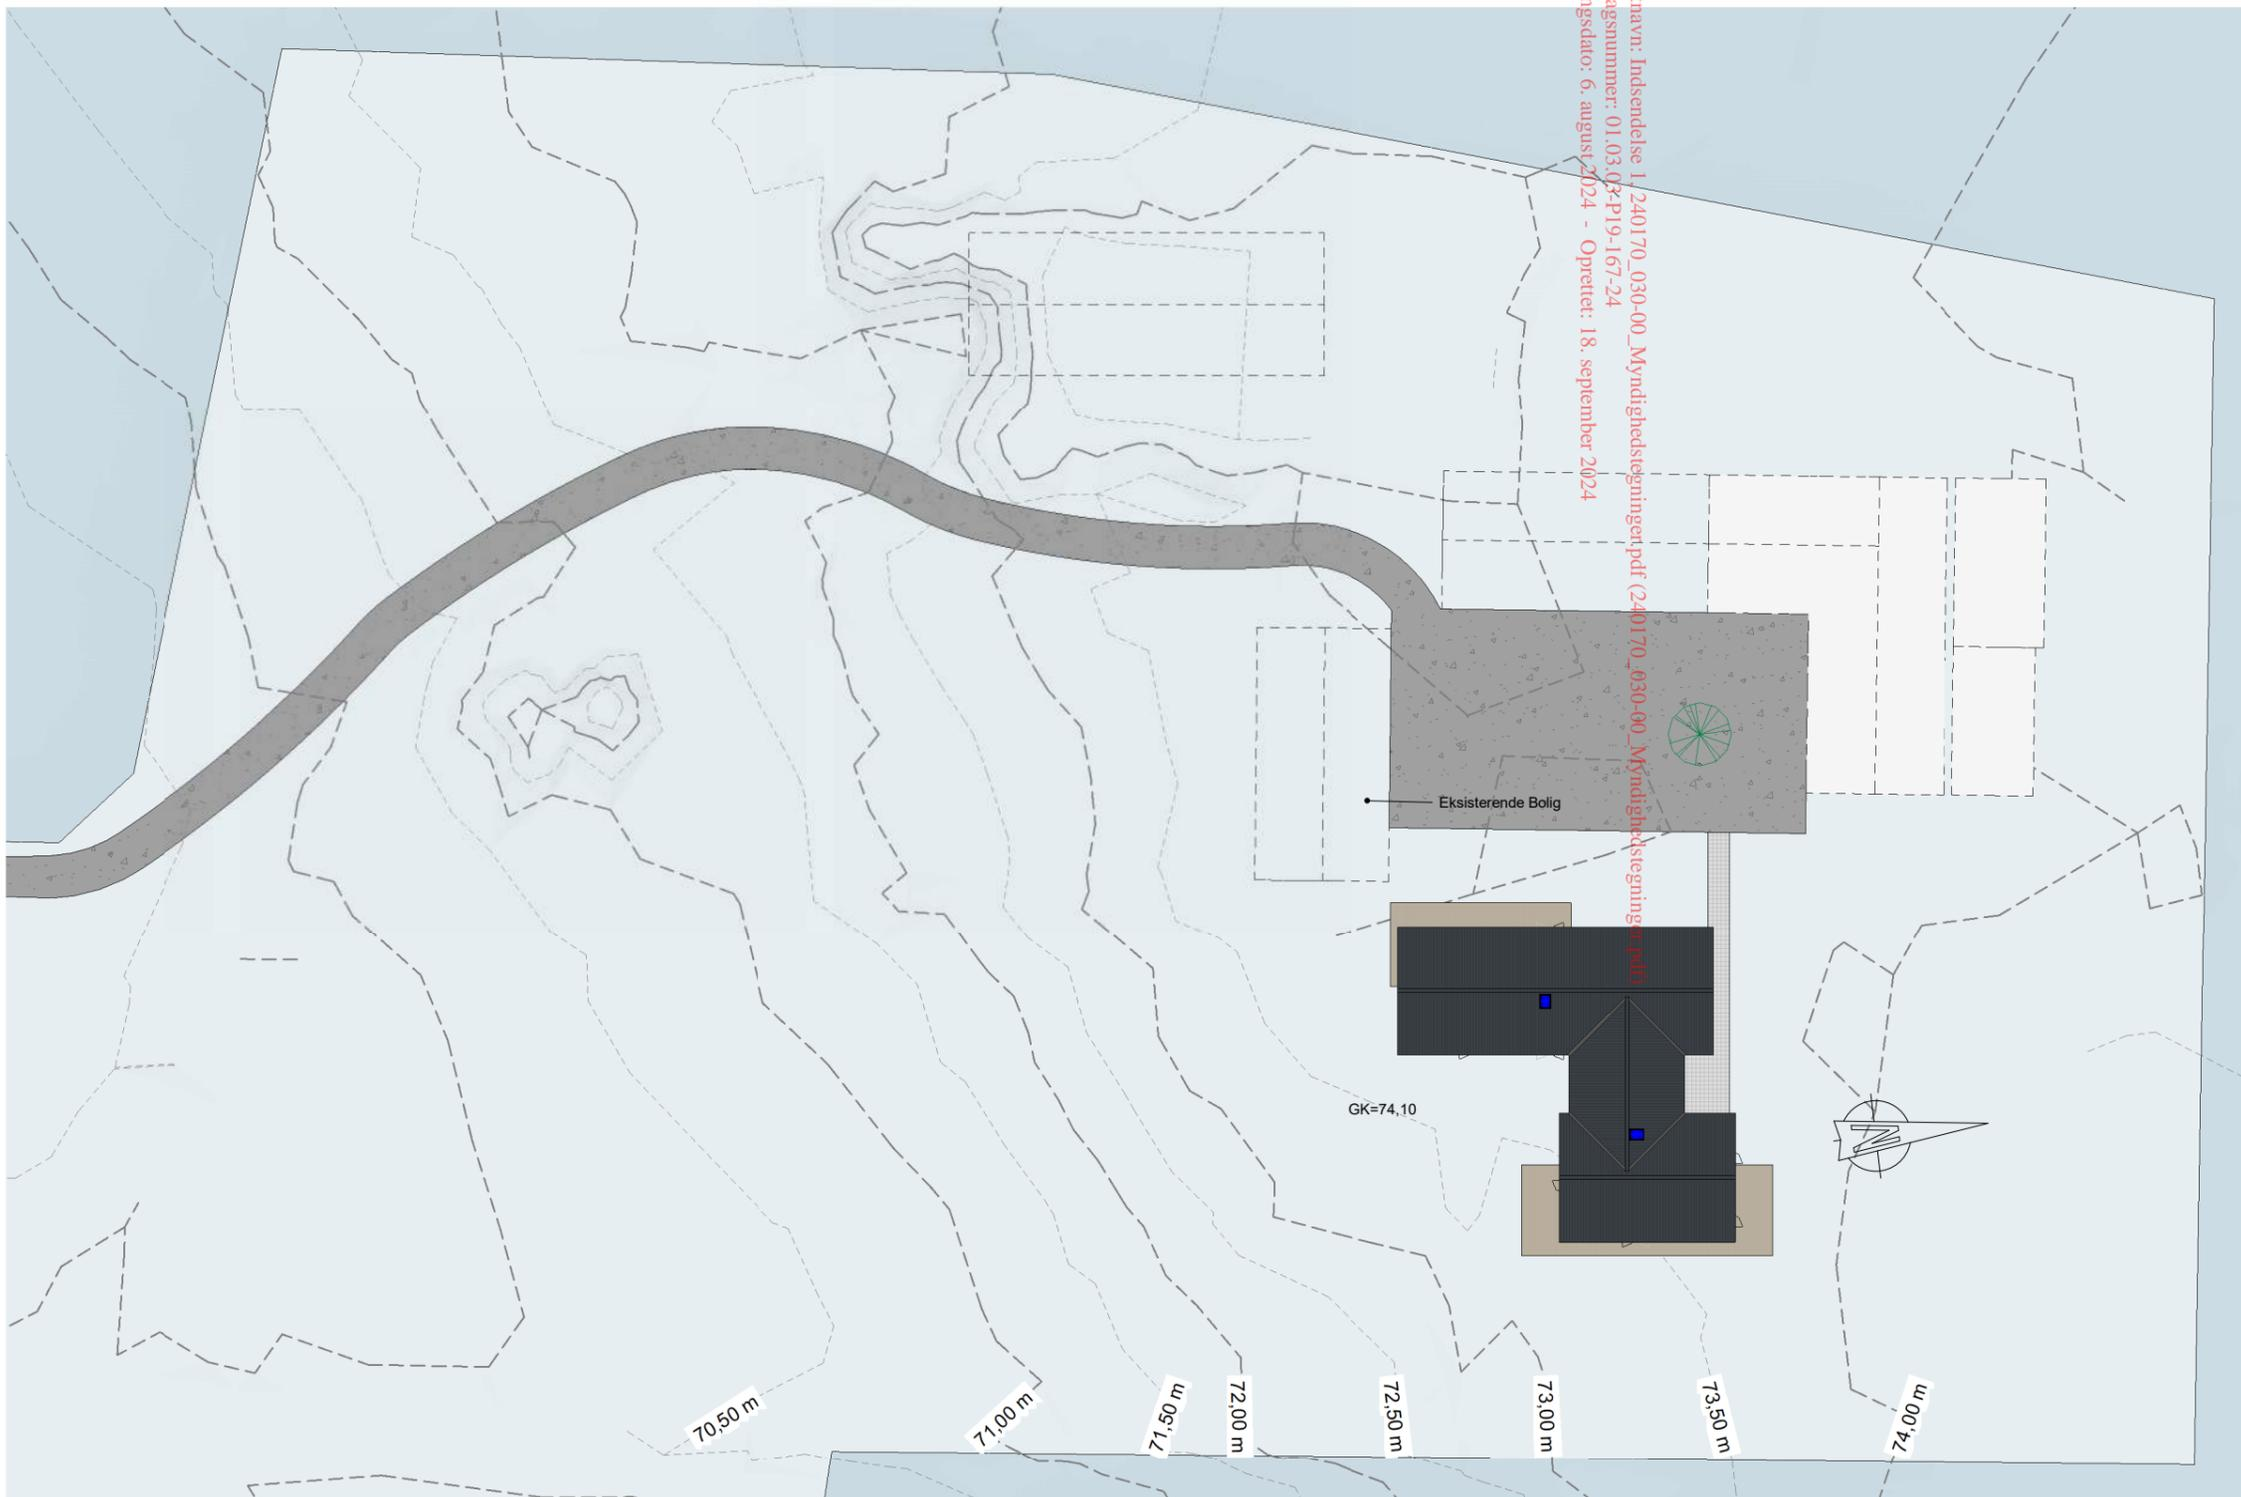 navn: Indsendelse 1,240170_030-00_Myndighedstegninger.pdf (240170_030-00_Myndighedstegninger.pdf)
agsnummer: 01.03.03-P19-167-24
ngsdato: 6. august 2024 - Oprettet: 18. september 2024
Eksisterende Bolig
GK=74,10
N
70,50 m
71,00 m
71,50 m
72,00 m
72,50 m
73,00 m
73,50 m
74,00 m